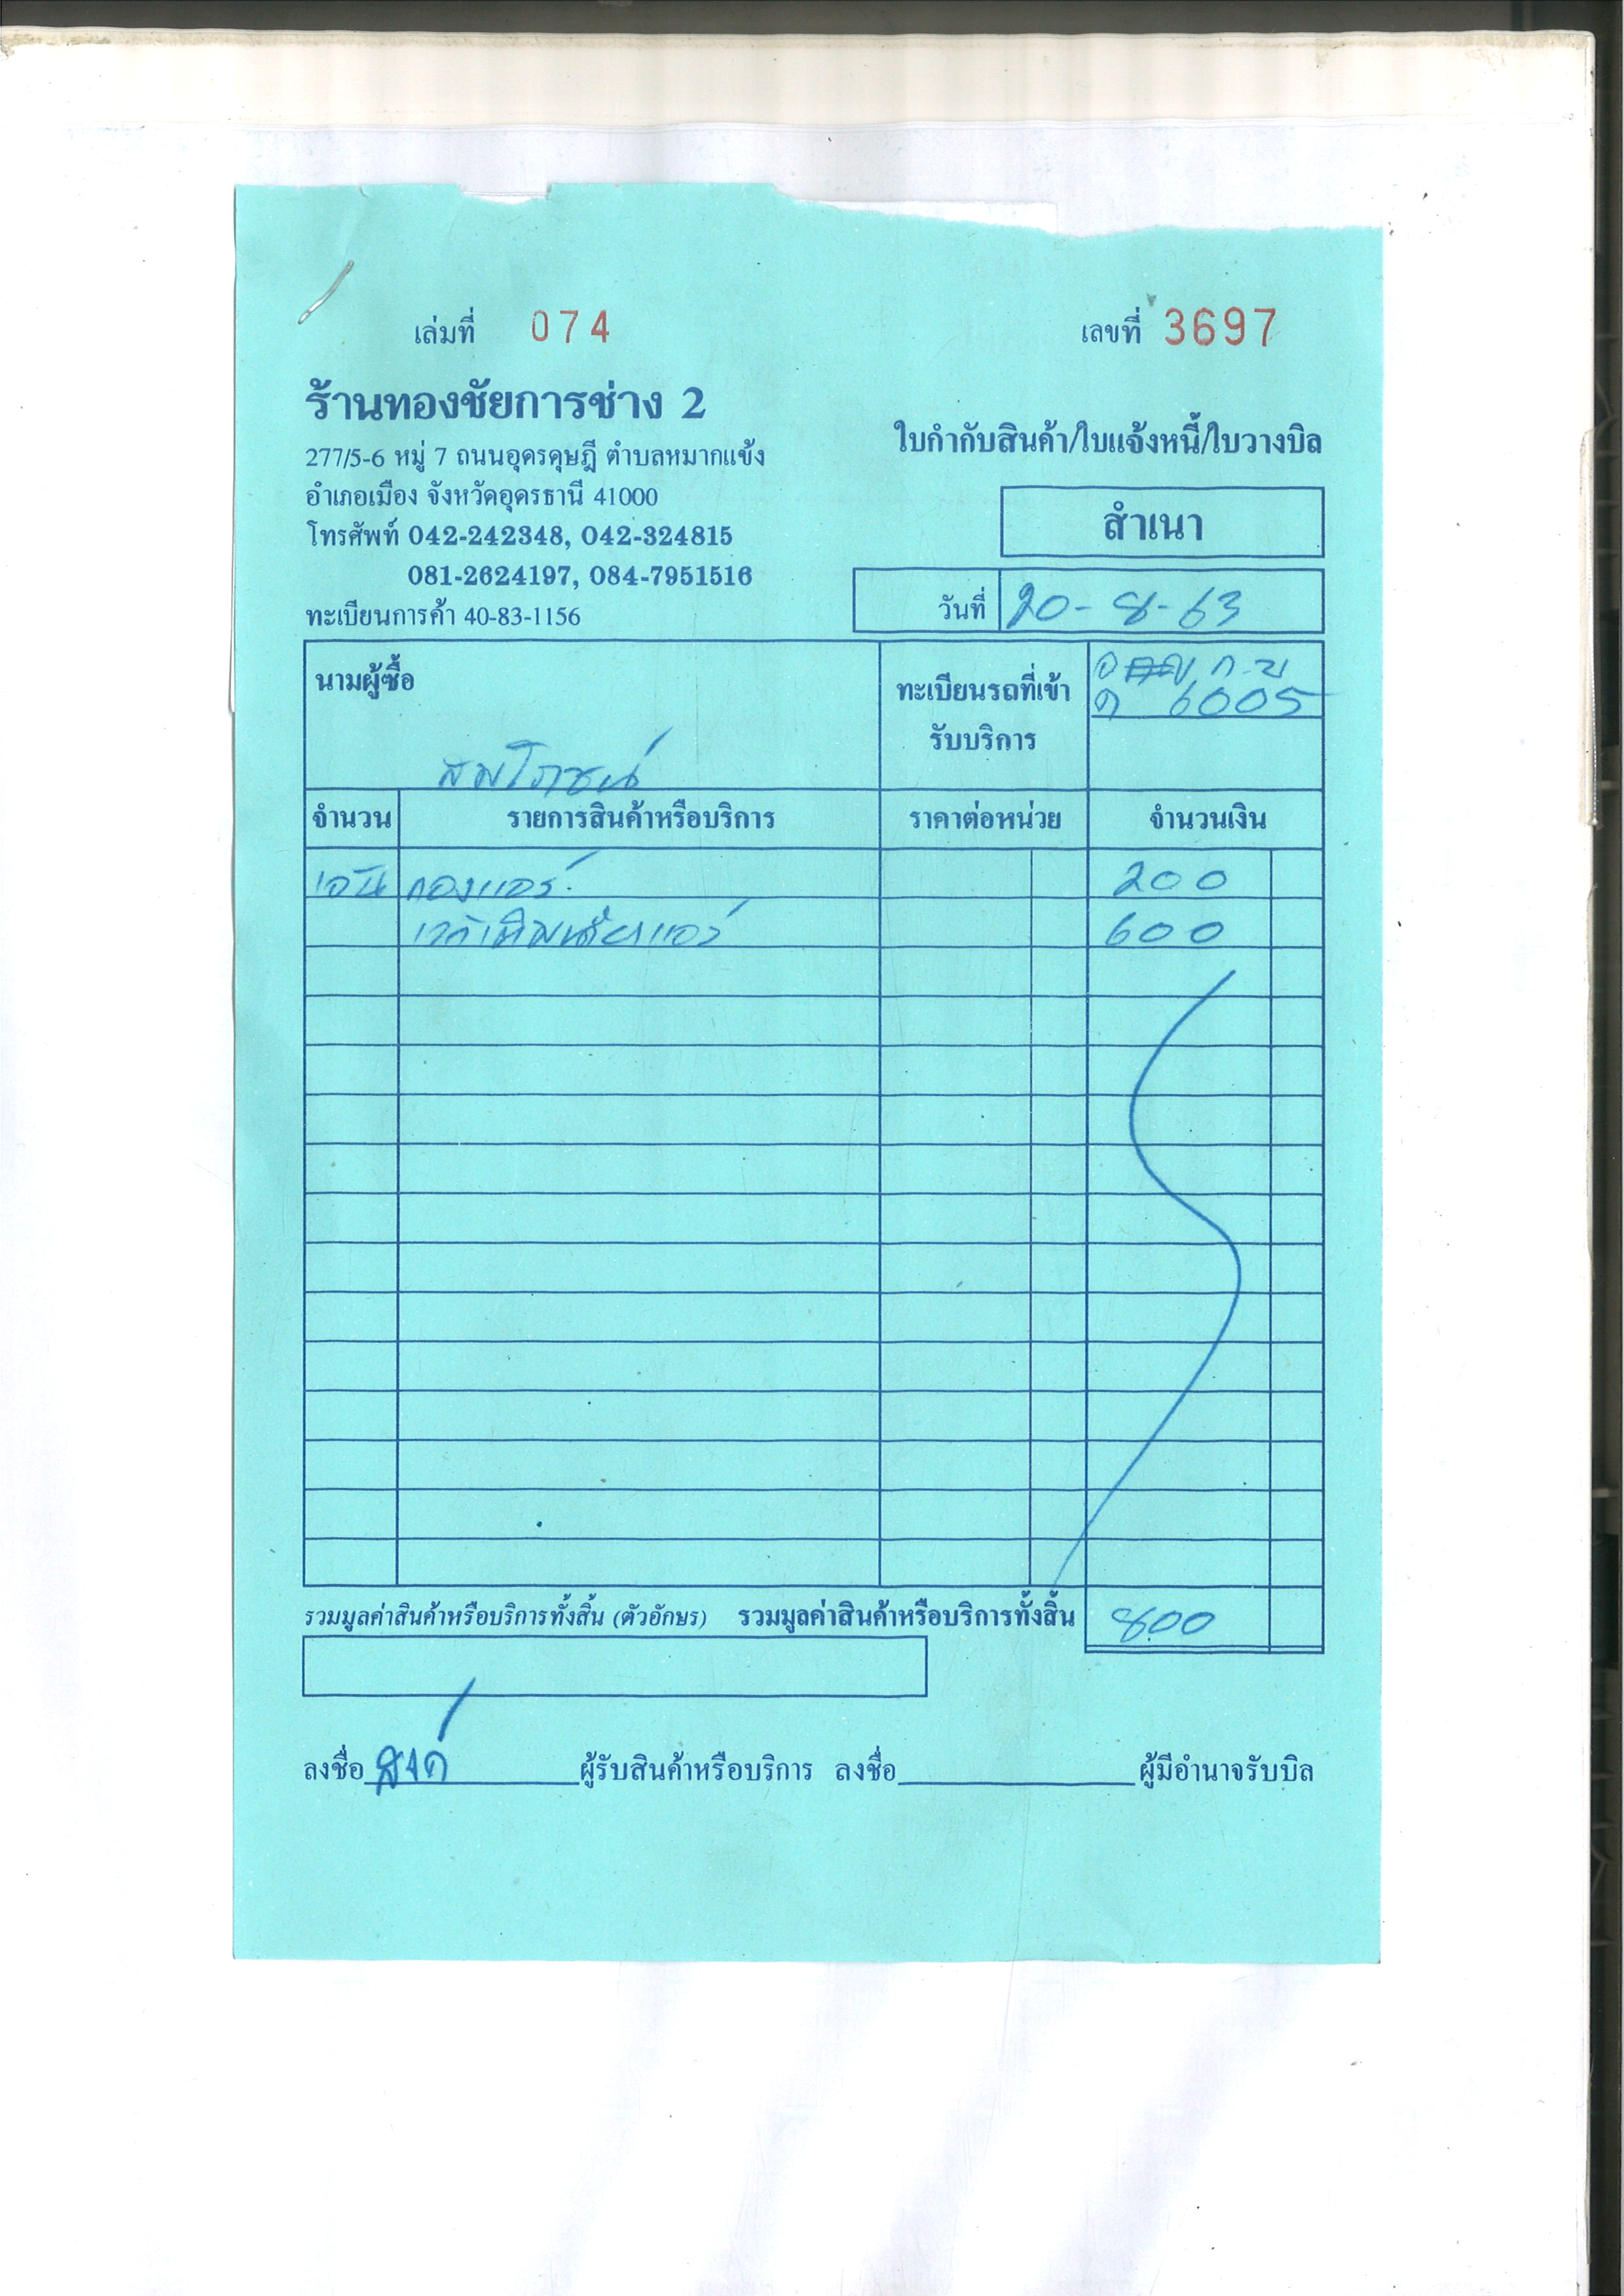 เล่มที่ 074 เลขที่ 3697
ร้านทองชัยการช่าง 2
ใบกำกับสินค้า/ใบแจ้งหนี้/ใบวางบิล
277/5-6 หมู่ 7 ถนนอุดรดุษฎี ตำบลหมากแข้ง
อำเภอเมือง จังหวัดอุดรธานี 41000
สำเนา
โทรศัพท์ 042-242348, 042-324815
081-2624197, 084-7951516
วันที่ 20-8-63
ทะเบียนการค้า 40-83-1156
นามผู้ซื้อ
ทะเบียนรถที่เข้า
6005
รับบริการ
สมโภชน์
จำนวน รายการสินค้าหรือบริการ ราคาต่อหน่วย จำนวนเงิน
แอร์ 200
แอร์ 600
รวมมูลค่าสินค้าหรือบริการทั้งสิ้น (ตัวอักษร) รวมมูลค่าสินค้าหรือบริการทั้งสิ้น 800
ลงชื่อ ผู้รับสินค้าหรือบริการ ลงชื่อ ผู้มีอำนาจรับบิล